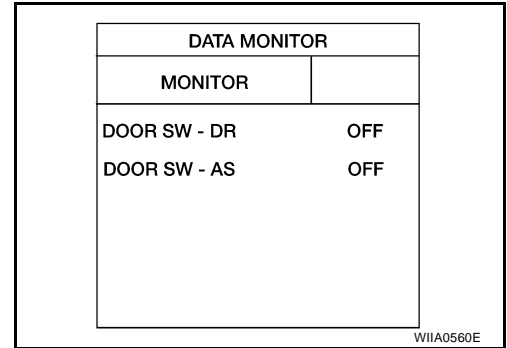 DATA MONITOR
MONITOR
DOOR SW - DR OFF
DOOR SW - AS OFF
WIIA0560E